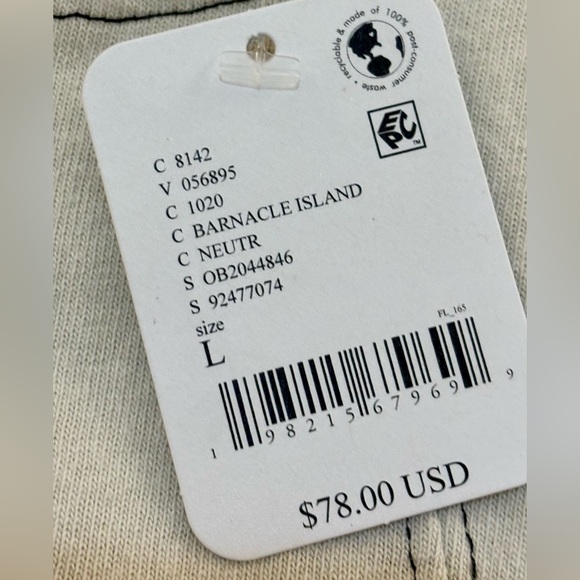 recyclable & made of 100% post-consumer waste •
EPC™
C 8142
V 056895
C 1020
C BARNACLE ISLAND
C NEUTR
S OB2044846
S 92477074
size
L
FL_165
1 98215 67969 9
$78.00 USD